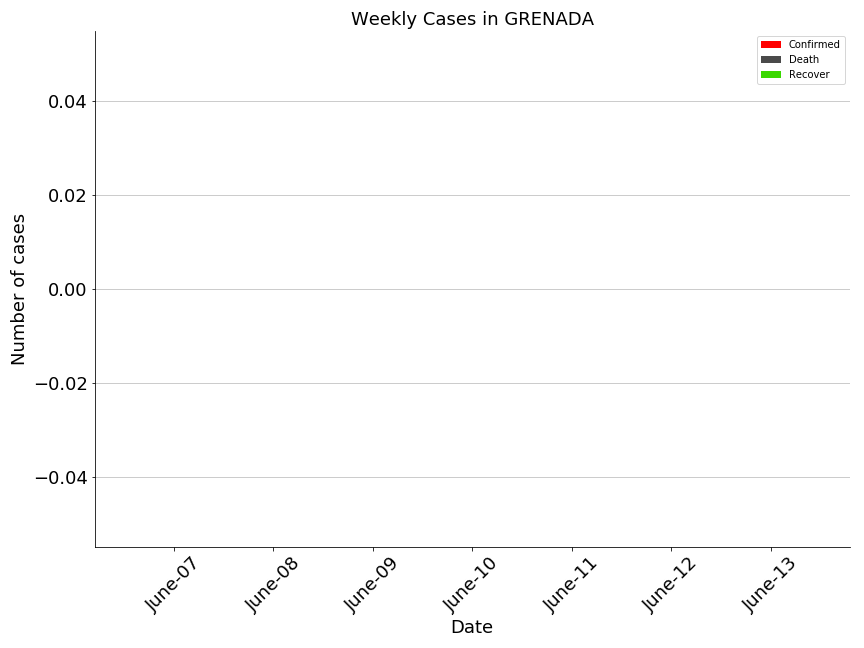 Weekly Cases in GRENADA
Confirmed
Death
Recover
Number of cases
0.04
0.02
0.00
−0.02
−0.04
June-07
June-08
June-09
June-10
June-11
June-12
June-13
Date